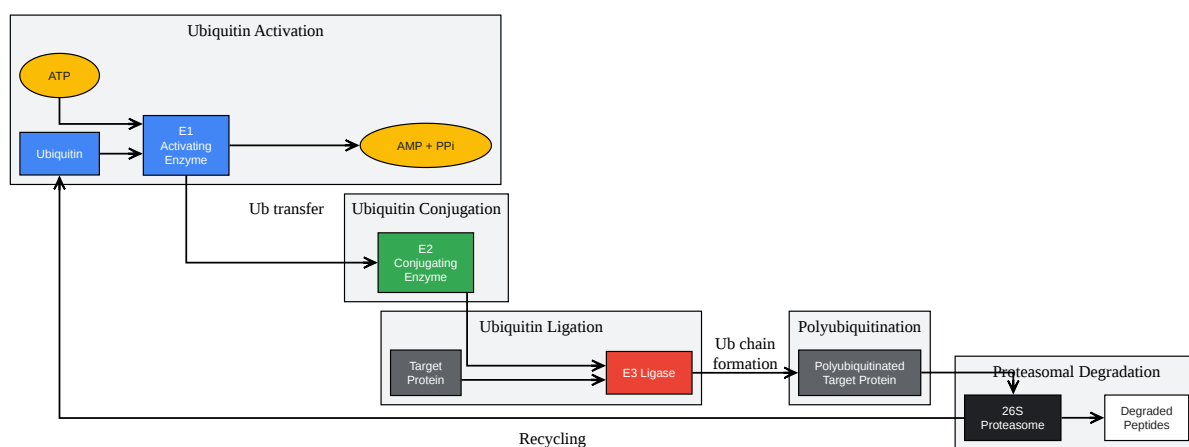 Ubiquitin Activation
ATP
Ubiquitin
E1
Activating
Enzyme
AMP + PPi
Ub transfer
Ubiquitin Conjugation
E2
Conjugating
Enzyme
Ubiquitin Ligation
Target
Protein
E3 Ligase
Ub chain
formation
Polyubiquitination
Polyubiquitinated
Target Protein
Proteasomal Degradation
26S
Proteasome
Degraded
Peptides
Recycling